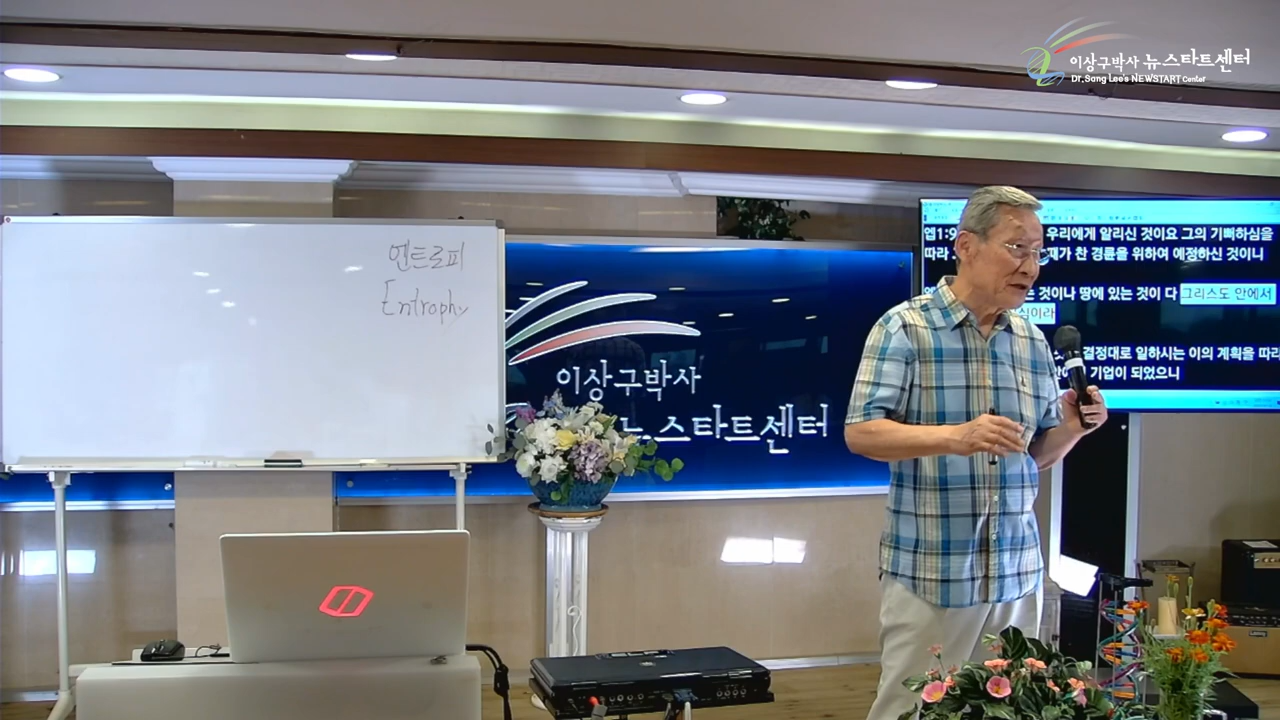 이상구박사 뉴스타트센터
Dr. Sang Lee's NEWSTART Center
엔트로피
Entrophy
이상구박사
뉴스타트센터
엡1:9 우리에게 알리신 것이요 그의 기뻐하심을
따라 때가 찬 경륜을 위하여 예정하신 것이니
것이나 땅에 있는 것이 다 그리스도 안에서
심이라
결정대로 일하시는 이의 계획을 따라
기업이 되었으니